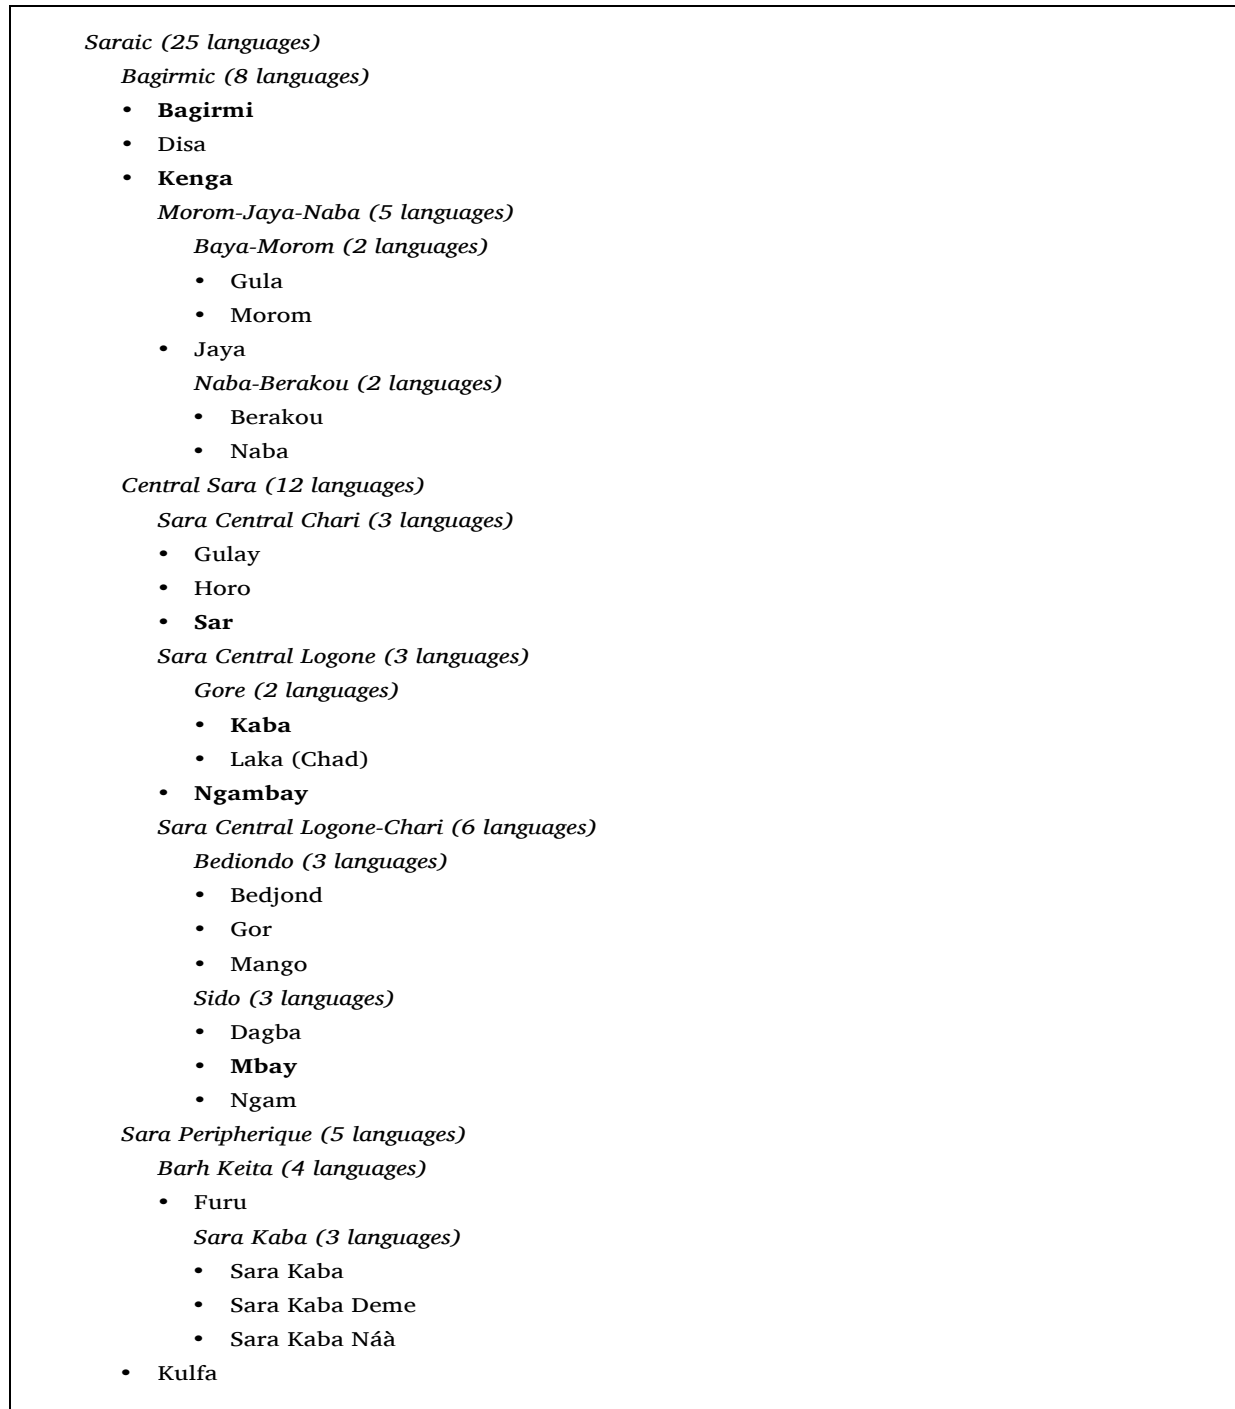 Saraic (25 languages)
Bagirmic (8 languages)
• Bagirmi
• Disa
• Kenga
Morom-Jaya-Naba (5 languages)
Baya-Morom (2 languages)
• Gula
• Morom
• Jaya
Naba-Berakou (2 languages)
• Berakou
• Naba
Central Sara (12 languages)
Sara Central Chari (3 languages)
• Gulay
• Horo
• Sar
Sara Central Logone (3 languages)
Gore (2 languages)
• Kaba
• Laka (Chad)
• Ngambay
Sara Central Logone-Chari (6 languages)
Bediondo (3 languages)
• Bedjond
• Gor
• Mango
Sido (3 languages)
• Dagba
• Mbay
• Ngam
Sara Peripherique (5 languages)
Barh Keita (4 languages)
• Furu
Sara Kaba (3 languages)
• Sara Kaba
• Sara Kaba Deme
• Sara Kaba Náà
• Kulfa